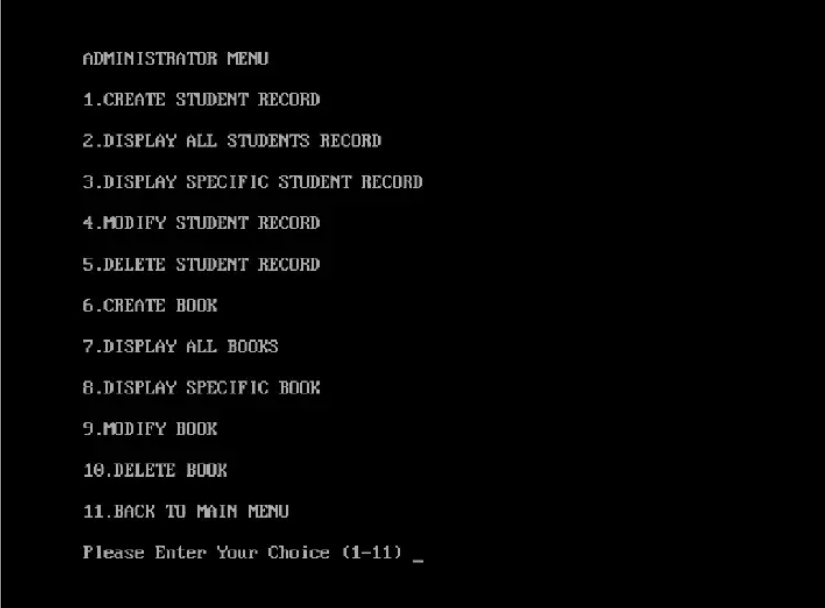 ADMINISTRATOR MENU
1.CREATE STUDENT RECORD
2.DISPLAY ALL STUDENTS RECORD
3.DISPLAY SPECIFIC STUDENT RECORD
4.MODIFY STUDENT RECORD
5.DELETE STUDENT RECORD
6.CREATE BOOK
7.DISPLAY ALL BOOKS
8.DISPLAY SPECIFIC BOOK
9.MODIFY BOOK
10.DELETE BOOK
11.BACK TO MAIN MENU
Please Enter Your Choice (1-11) _